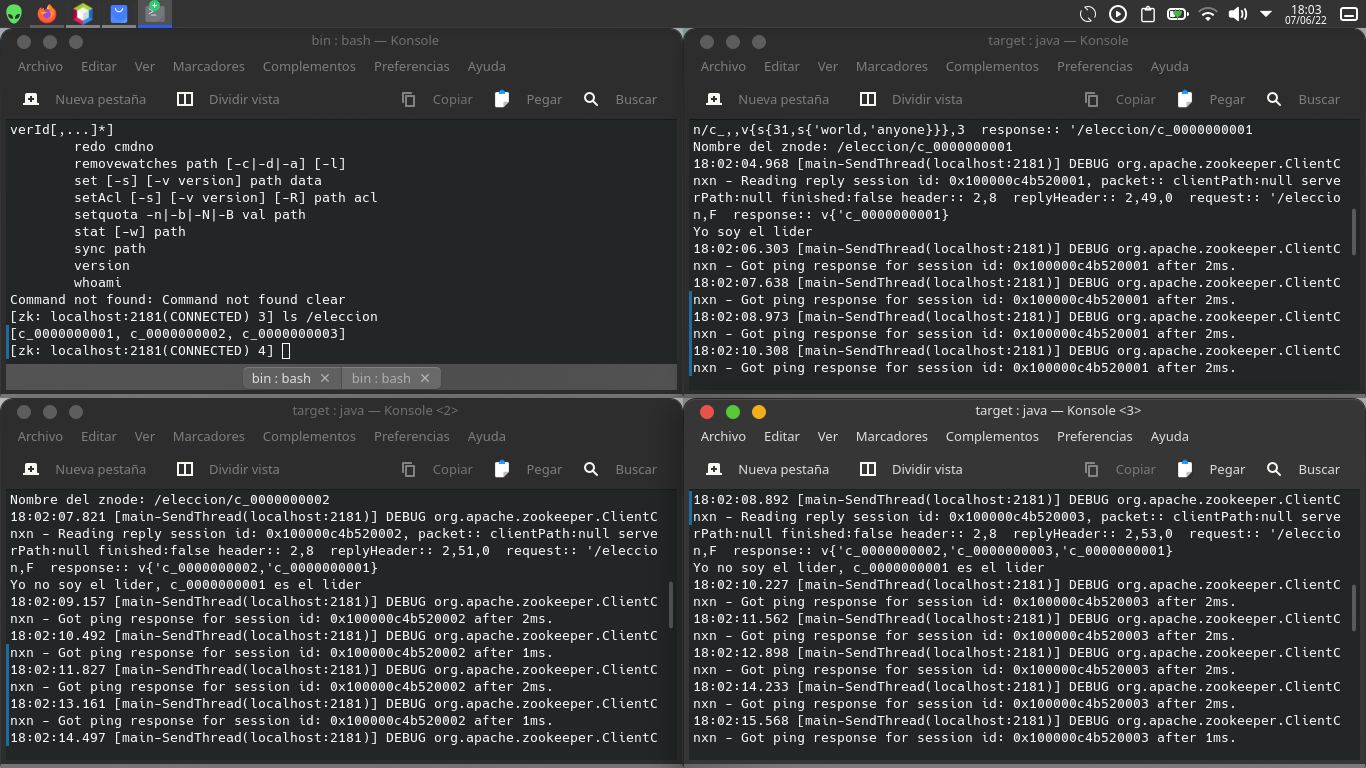 18:03
07/06/22
bin : bash — Konsole
Archivo Editar Ver Marcadores Complementos Preferencias Ayuda
Nueva pestaña Dividir vista Copiar Pegar Buscar
verId[,...]*]
        redo cmdno
        removewatches path [-c|-d|-a] [-l]
        set [-s] [-v version] path data
        setAcl [-s] [-v version] [-R] path acl
        setquota -n|-b|-N|-B val path
        stat [-w] path
        sync path
        version
        whoami
Command not found: Command not found clear
[zk: localhost:2181(CONNECTED) 3] ls /eleccion
[c_0000000001, c_0000000002, c_0000000003]
[zk: localhost:2181(CONNECTED) 4]
bin : bash bin : bash
target : java — Konsole
Archivo Editar Ver Marcadores Complementos Preferencias Ayuda
Nueva pestaña Dividir vista Copiar Pegar Buscar
n/c_,,v{s{31,s{'world,'anyone}}},3  response:: '/eleccion/c_0000000001
Nombre del znode: /eleccion/c_0000000001
18:02:04.968 [main-SendThread(localhost:2181)] DEBUG org.apache.zookeeper.ClientC
nxn - Reading reply session id: 0x100000c4b520001, packet:: clientPath:null serve
rPath:null finished:false header:: 2,8  replyHeader:: 2,49,0  request:: '/eleccio
n,F  response:: v{'c_0000000001}
Yo soy el lider
18:02:06.303 [main-SendThread(localhost:2181)] DEBUG org.apache.zookeeper.ClientC
nxn - Got ping response for session id: 0x100000c4b520001 after 2ms.
18:02:07.638 [main-SendThread(localhost:2181)] DEBUG org.apache.zookeeper.ClientC
nxn - Got ping response for session id: 0x100000c4b520001 after 2ms.
18:02:08.973 [main-SendThread(localhost:2181)] DEBUG org.apache.zookeeper.ClientC
nxn - Got ping response for session id: 0x100000c4b520001 after 2ms.
18:02:10.308 [main-SendThread(localhost:2181)] DEBUG org.apache.zookeeper.ClientC
nxn - Got ping response for session id: 0x100000c4b520001 after 2ms.
target : java — Konsole <2>
Archivo Editar Ver Marcadores Complementos Preferencias Ayuda
Nueva pestaña Dividir vista Copiar Pegar Buscar
Nombre del znode: /eleccion/c_0000000002
18:02:07.821 [main-SendThread(localhost:2181)] DEBUG org.apache.zookeeper.ClientC
nxn - Reading reply session id: 0x100000c4b520002, packet:: clientPath:null serve
rPath:null finished:false header:: 2,8  replyHeader:: 2,51,0  request:: '/eleccio
n,F  response:: v{'c_0000000002,'c_0000000001}
Yo no soy el lider, c_0000000001 es el lider
18:02:09.157 [main-SendThread(localhost:2181)] DEBUG org.apache.zookeeper.ClientC
nxn - Got ping response for session id: 0x100000c4b520002 after 2ms.
18:02:10.492 [main-SendThread(localhost:2181)] DEBUG org.apache.zookeeper.ClientC
nxn - Got ping response for session id: 0x100000c4b520002 after 1ms.
18:02:11.827 [main-SendThread(localhost:2181)] DEBUG org.apache.zookeeper.ClientC
nxn - Got ping response for session id: 0x100000c4b520002 after 2ms.
18:02:13.161 [main-SendThread(localhost:2181)] DEBUG org.apache.zookeeper.ClientC
nxn - Got ping response for session id: 0x100000c4b520002 after 1ms.
18:02:14.497 [main-SendThread(localhost:2181)] DEBUG org.apache.zookeeper.ClientC
target : java — Konsole <3>
Archivo Editar Ver Marcadores Complementos Preferencias Ayuda
Nueva pestaña Dividir vista Copiar Pegar Buscar
18:02:08.892 [main-SendThread(localhost:2181)] DEBUG org.apache.zookeeper.ClientC
nxn - Reading reply session id: 0x100000c4b520003, packet:: clientPath:null serve
rPath:null finished:false header:: 2,8  replyHeader:: 2,53,0  request:: '/eleccio
n,F  response:: v{'c_0000000002,'c_0000000003,'c_0000000001}
Yo no soy el lider, c_0000000001 es el lider
18:02:10.227 [main-SendThread(localhost:2181)] DEBUG org.apache.zookeeper.ClientC
nxn - Got ping response for session id: 0x100000c4b520003 after 2ms.
18:02:11.562 [main-SendThread(localhost:2181)] DEBUG org.apache.zookeeper.ClientC
nxn - Got ping response for session id: 0x100000c4b520003 after 2ms.
18:02:12.898 [main-SendThread(localhost:2181)] DEBUG org.apache.zookeeper.ClientC
nxn - Got ping response for session id: 0x100000c4b520003 after 2ms.
18:02:14.233 [main-SendThread(localhost:2181)] DEBUG org.apache.zookeeper.ClientC
nxn - Got ping response for session id: 0x100000c4b520003 after 2ms.
18:02:15.568 [main-SendThread(localhost:2181)] DEBUG org.apache.zookeeper.ClientC
nxn - Got ping response for session id: 0x100000c4b520003 after 1ms.